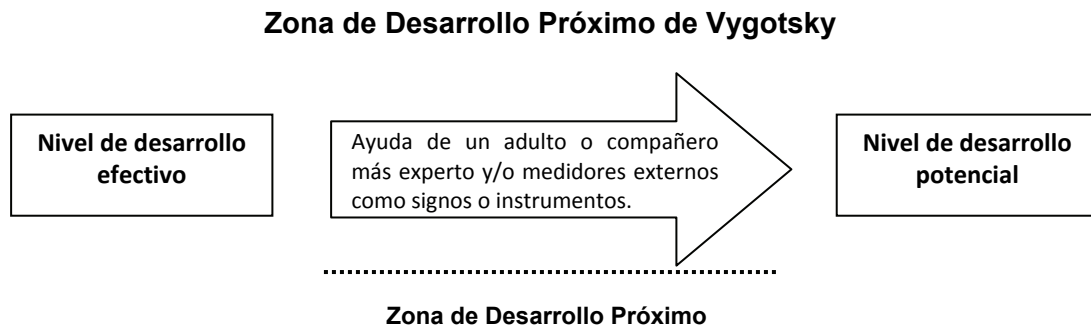 Zona de Desarrollo Próximo de Vygotsky
Nivel de desarrollo
efectivo
Ayuda de un adulto o compañero
más experto y/o medidores externos
como signos o instrumentos.
Nivel de desarrollo
potencial
Zona de Desarrollo Próximo